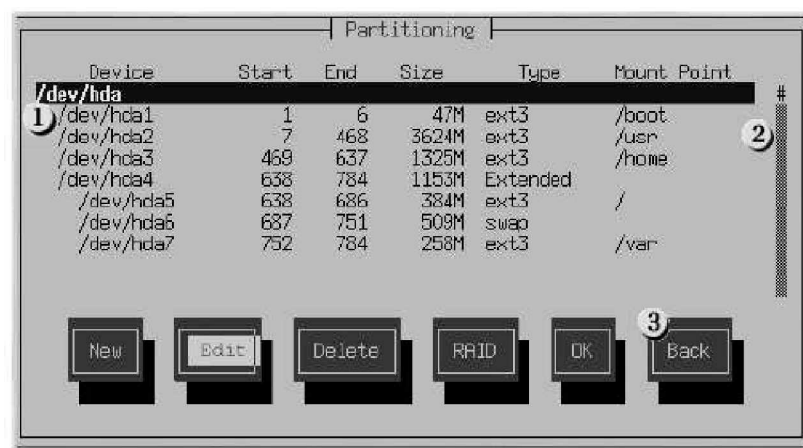 Partitioning
Device Start End Size Type Mount Point
/dev/hda #
1 /dev/hda1 1 6 47M ext3 /boot
/dev/hda2 7 468 3624M ext3 /usr 2
/dev/hda3 469 637 1325M ext3 /home
/dev/hda4 638 784 1153M Extended
/dev/hda5 638 686 384M ext3 /
/dev/hda6 687 751 509M swap
/dev/hda7 752 784 258M ext3 /var
3
New Edit Delete RAID OK Back